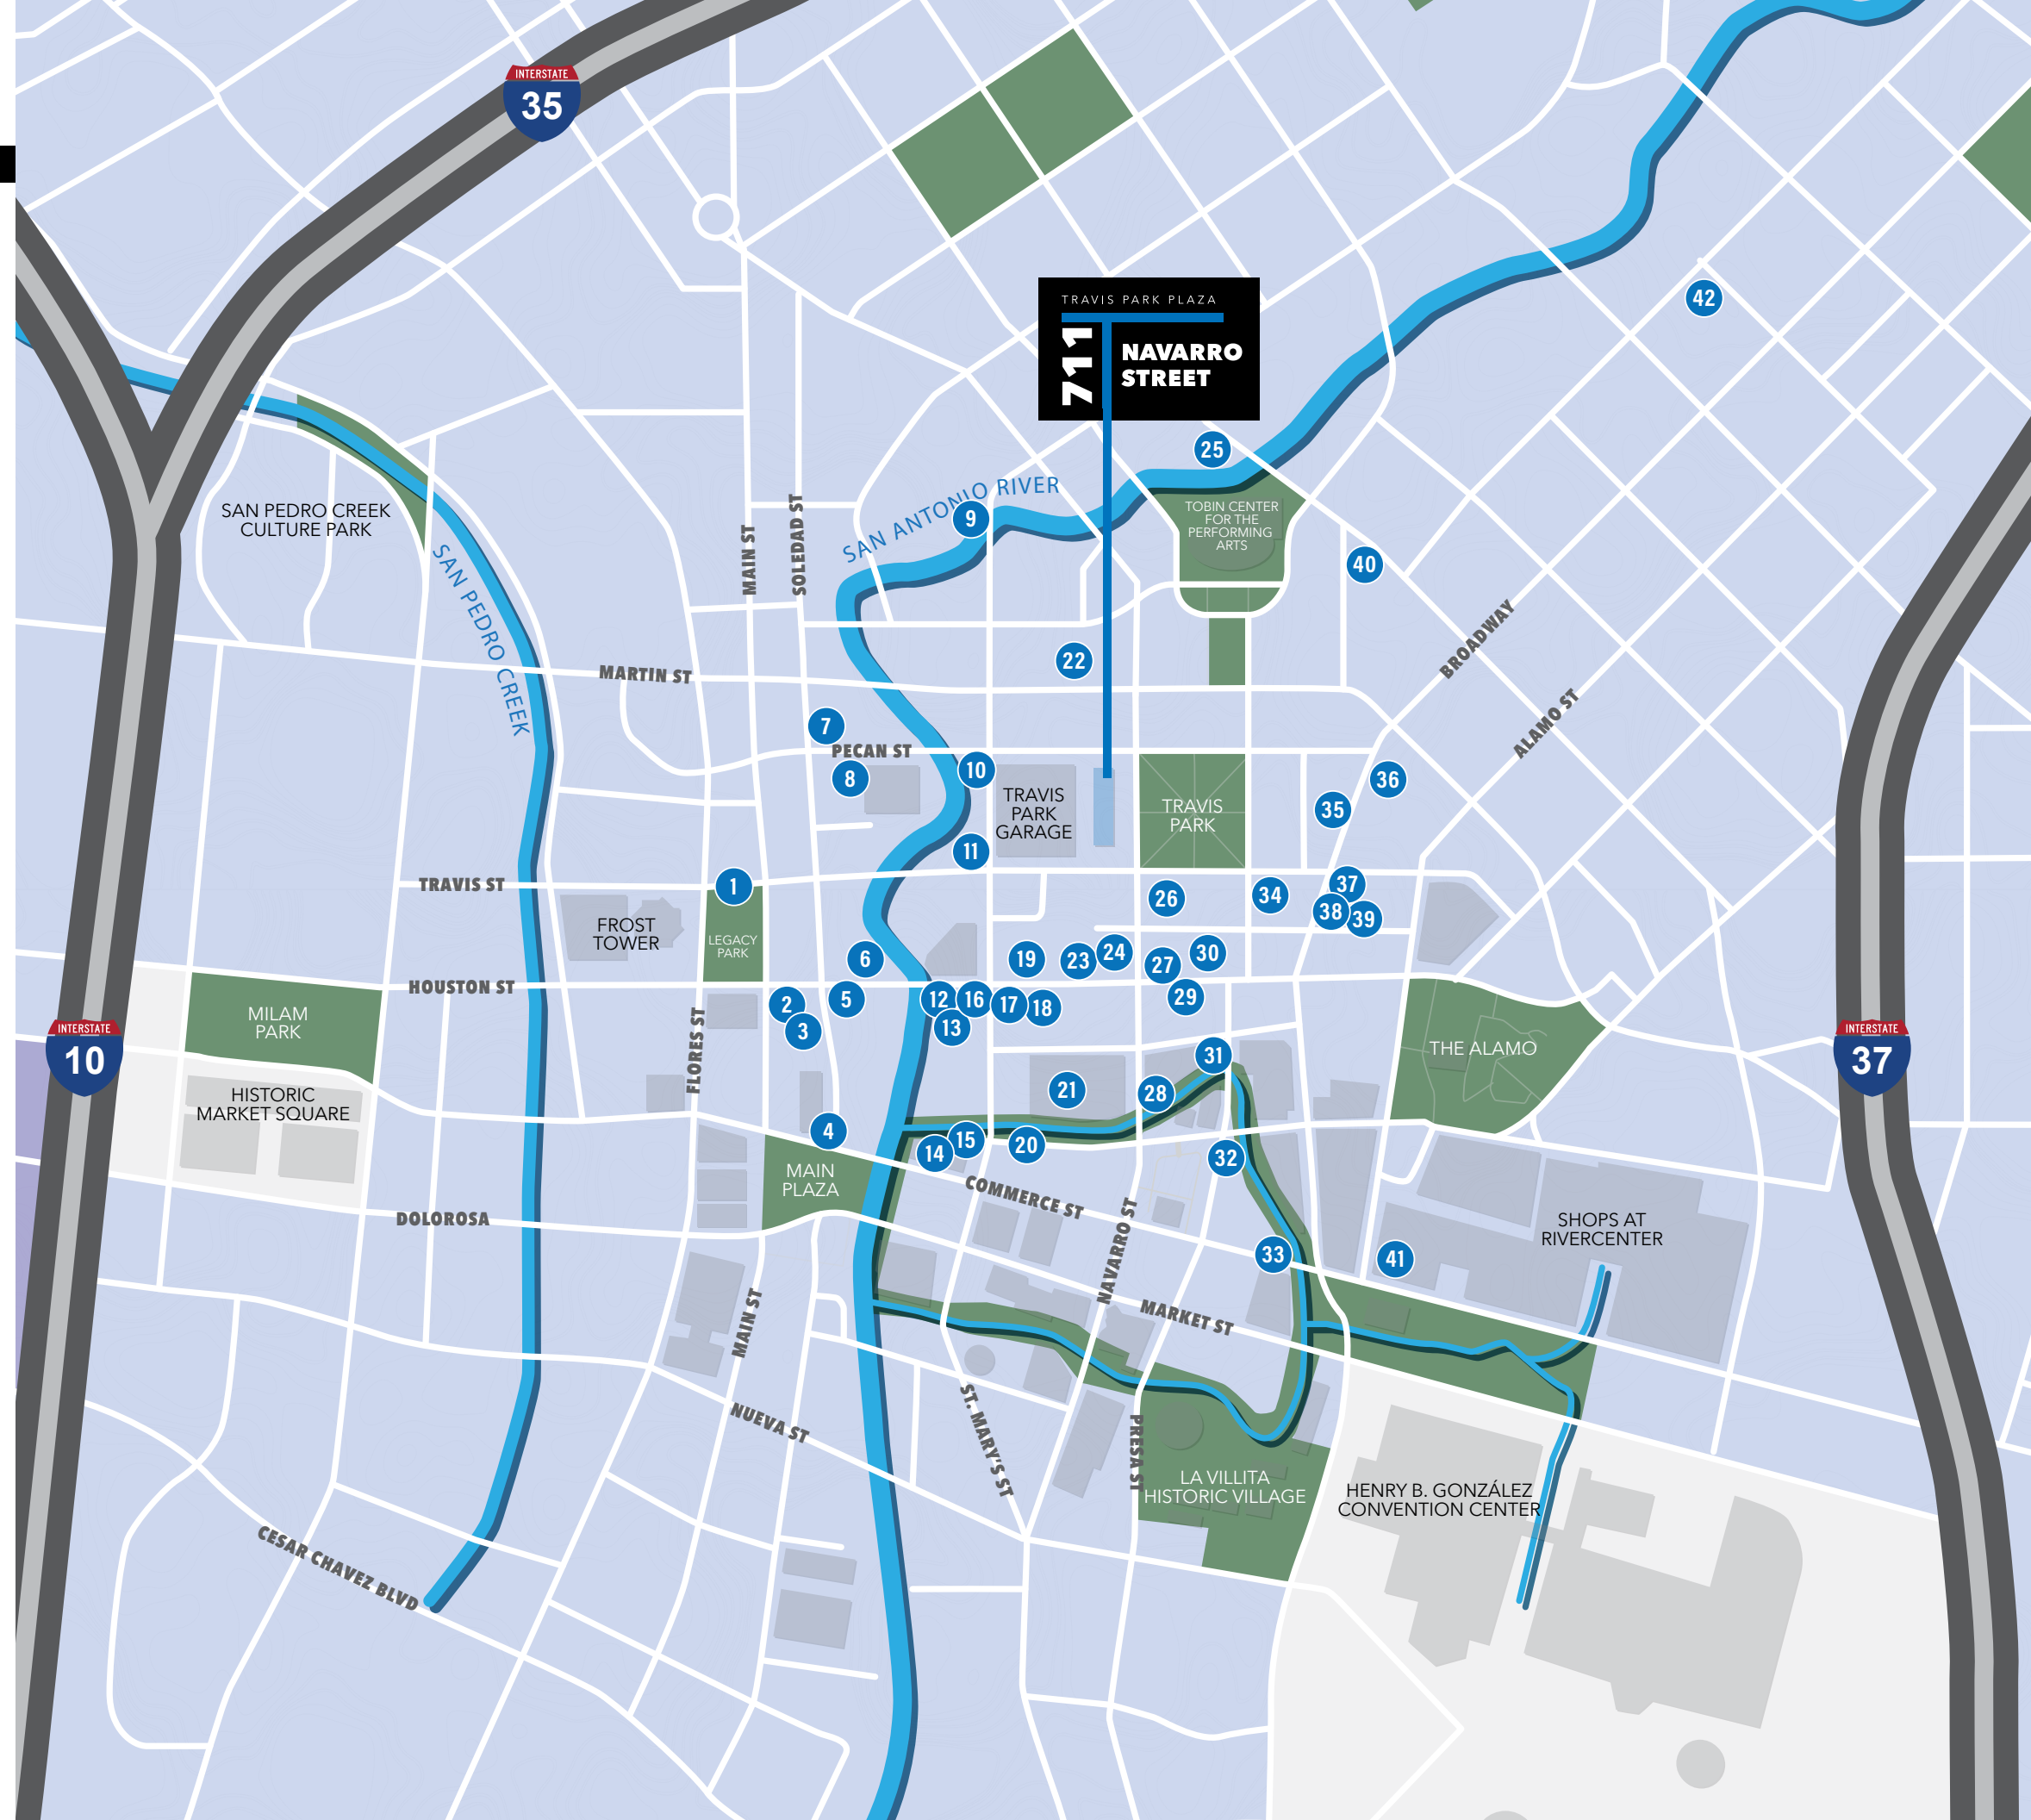 INTERSTATE
35
42
TRAVIS PARK PLAZA
711
NAVARRO
STREET
25
SAN ANTONIO RIVER
9
SAN PEDRO CREEK
CULTURE PARK
TOBIN CENTER
FOR THE
PERFORMING
ARTS
MAIN ST
SOLEDAD ST
40
SAN PEDRO CREEK
BROADWAY
MARTIN ST
22
ALAMO ST
7
PECAN ST
8
10
36
TRAVIS
PARK
GARAGE
TRAVIS
PARK
35
11
TRAVIS ST
1
26
34
37
38
39
FROST
TOWER
LEGACY
PARK
6
19
23
24
27
30
HOUSTON ST
2
3
5
12
16
17
18
13
29
MILAM
PARK
FLORES ST
INTERSTATE
10
THE ALAMO
INTERSTATE
37
31
21
28
HISTORIC
MARKET SQUARE
4
14
15
20
32
MAIN
PLAZA
COMMERCE ST
DOLOROSA
NAVARRO ST
33
41
SHOPS AT
RIVERCENTER
MAIN ST
MARKET ST
NUEVA ST
ST. MARY'S ST
PRESA ST
LA VILLITA
HISTORIC VILLAGE
HENRY B. GONZÁLEZ
CONVENTION CENTER
CESAR CHAVEZ BLVD